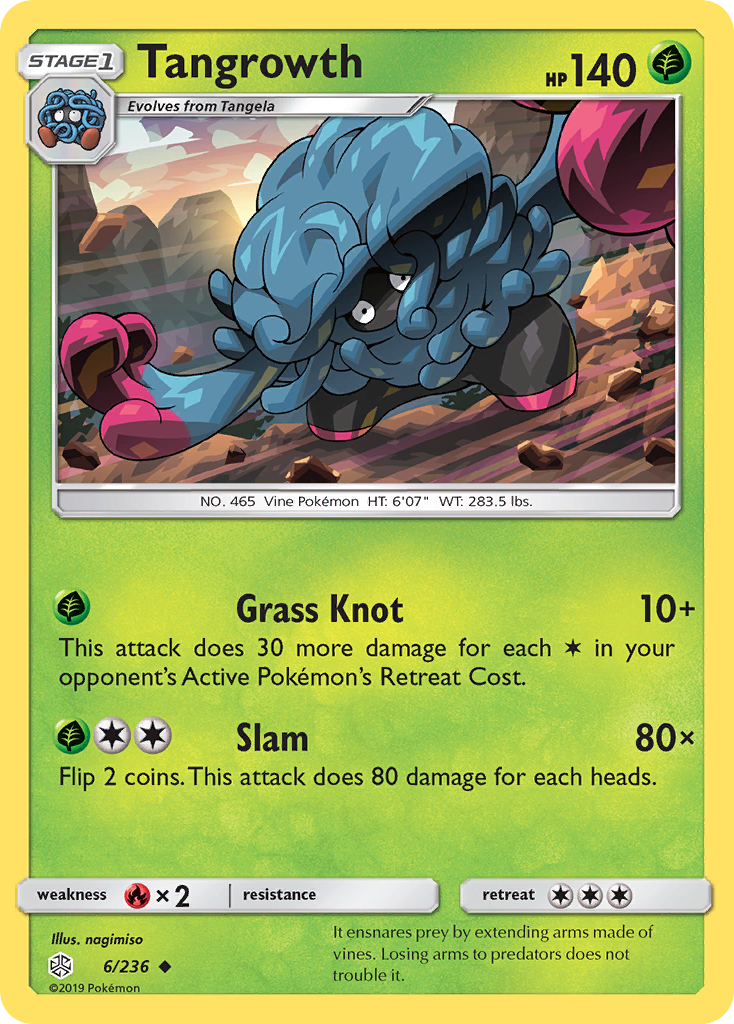 STAGE1
Tangrowth
HP 140
Evolves from Tangela
NO. 465 Vine Pokémon HT: 6'07" WT: 283.5 lbs.
Grass Knot 10+
This attack does 30 more damage for each in your
opponent's Active Pokémon's Retreat Cost.
Slam 80×
Flip 2 coins. This attack does 80 damage for each heads.
weakness ×2 resistance retreat
Illus. nagimiso
6/236
©2019 Pokémon
It ensnares prey by extending arms made of
vines. Losing arms to predators does not
trouble it.